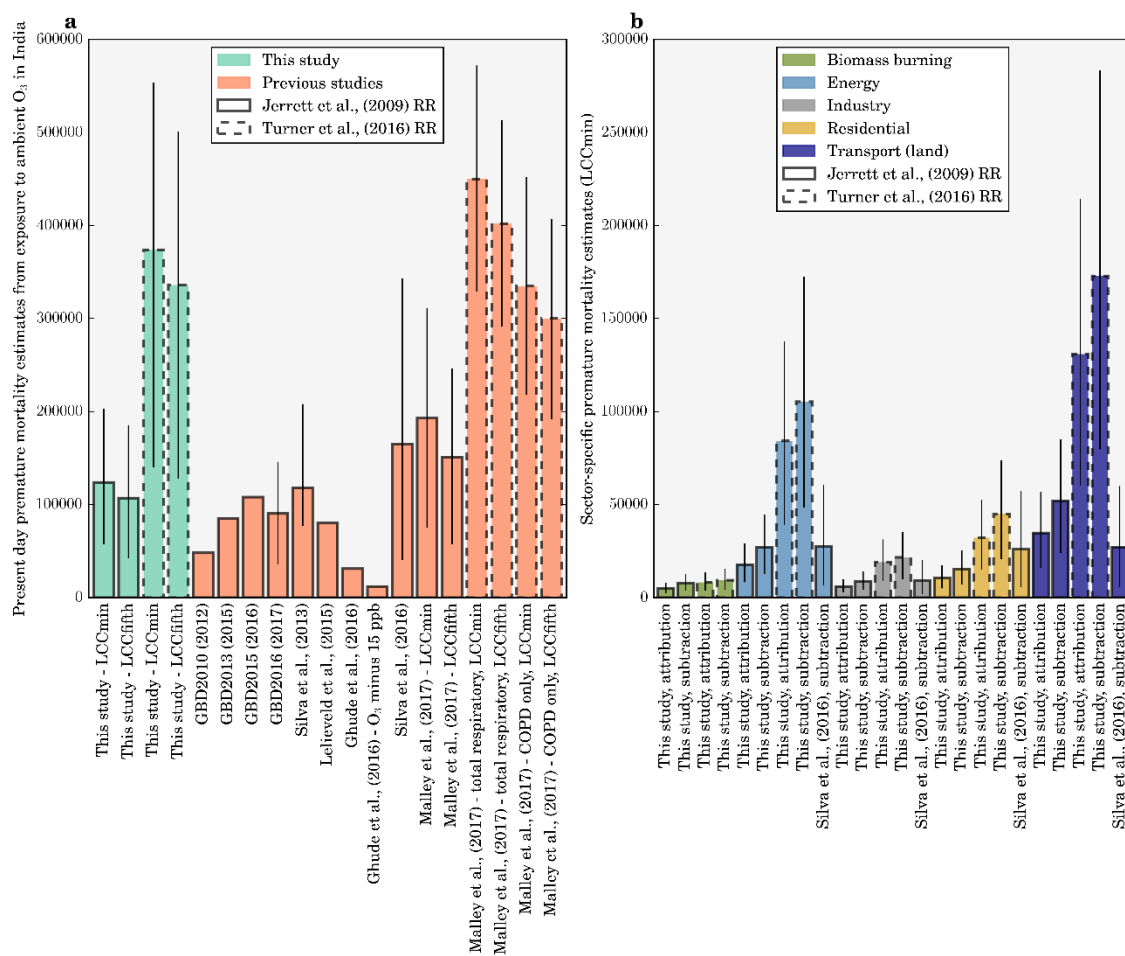 a
Present day premature mortality estimates from exposure to ambient O₃ in India
600000
500000
400000
300000
200000
100000
0
This study
Previous studies
Jerrett et al., (2009) RR
Turner et al., (2016) RR
This study - LCCmin
This study - LCCfifth
This study - LCCmin
This study - LCCfifth
GBD2010 (2012)
GBD2013 (2015)
GBD2015 (2016)
GBD2016 (2017)
Silva et al., (2013)
Lelieveld et al., (2015)
Ghude et al., (2016)
Ghude et al., (2016) - O₃ minus 15 ppb
Silva et al., (2016)
Malley et al., (2017) - LCCmin
Malley et al., (2017) - LCCfifth
Malley et al., (2017) - total respiratory, LCCmin
Malley et al., (2017) - total respiratory, LCCfifth
Malley et al., (2017) - COPD only, LCCmin
Malley et al., (2017) - COPD only, LCCfifth
b
Sector-specific premature mortality estimates (LCCmin)
300000
250000
200000
150000
100000
50000
0
Biomass burning
Energy
Industry
Residential
Transport (land)
Jerrett et al., (2009) RR
Turner et al., (2016) RR
This study, attribution
This study, subtraction
This study, attribution
This study, subtraction
This study, attribution
This study, subtraction
This study, attribution
This study, subtraction
Silva et al., (2016), subtraction
This study, attribution
This study, subtraction
This study, attribution
This study, subtraction
Silva et al., (2016), subtraction
This study, attribution
This study, subtraction
This study, attribution
This study, subtraction
Silva et al., (2016), subtraction
This study, attribution
This study, subtraction
This study, attribution
This study, subtraction
Silva et al., (2016), subtraction